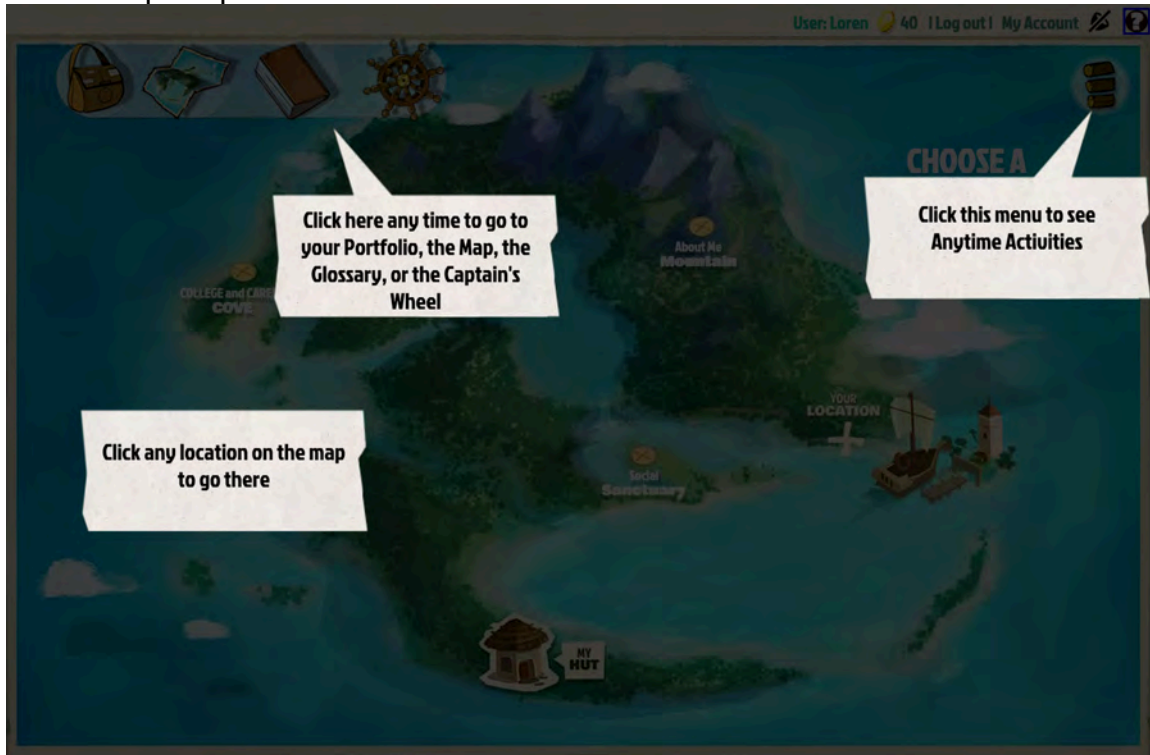 User: Loren 40 | Log out | My Account
CHOOSE A
Click here any time to go to
your Portfolio, the Map, the
Glossary, or the Captain's
Wheel
Click this menu to see
Anytime Activities
About Me
Mountain
COLLEGE and CARE
COVE
YOUR
LOCATION
Click any location on the map
to go there
Social
Sanctuary
MY
HUT